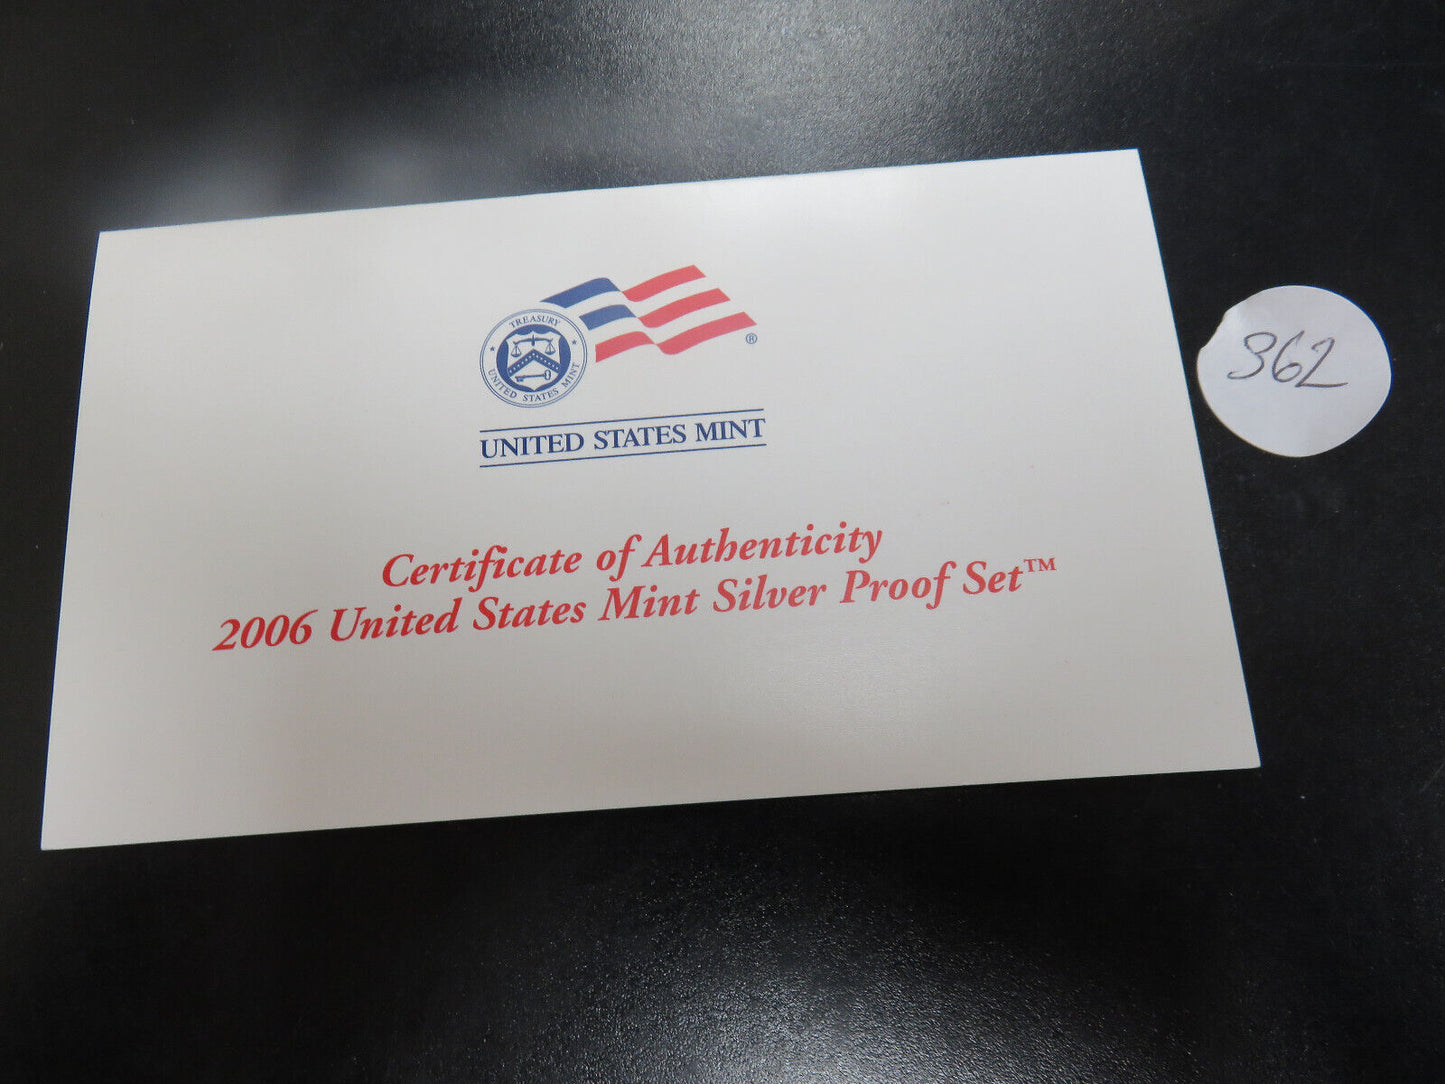 TREASURY
UNITED STATES MINT
®
UNITED STATES MINT
Certificate of Authenticity
2006 United States Mint Silver Proof Set™
362